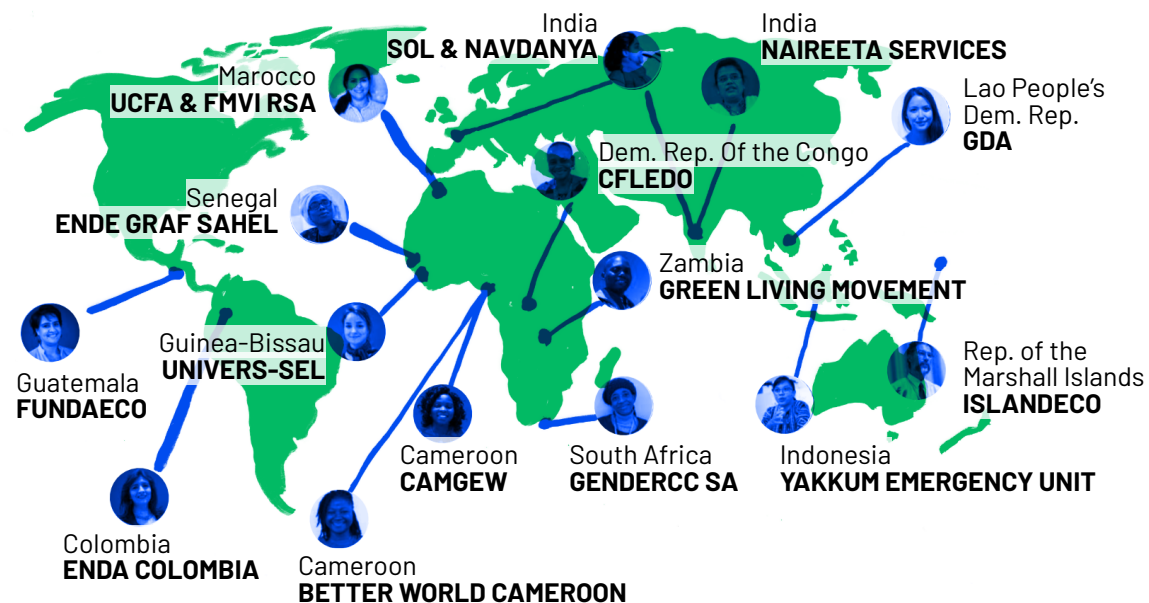 India
SOL & NAVDANYA
India
NAIREETA SERVICES
Marocco
UCFA & FMVI RSA
Lao People's
Dem. Rep.
GDA
Dem. Rep. Of the Congo
CFLEDO
Senegal
ENDE GRAF SAHEL
Zambia
GREEN LIVING MOVEMENT
Guinea-Bissau
UNIVERS-SEL
Rep. of the
Marshall Islands
ISLANDECO
Guatemala
FUNDAECO
Cameroon
CAMGEW
South Africa
GENDERCC SA
Indonesia
YAKKUM EMERGENCY UNIT
Colombia
ENDA COLOMBIA
Cameroon
BETTER WORLD CAMEROON